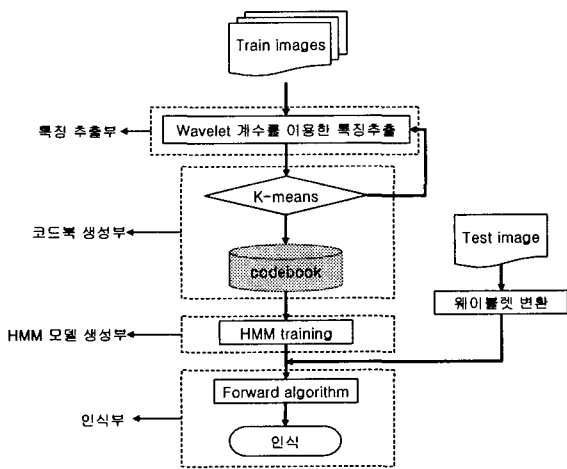 Train images
Wavelet 계수를 이용한 특징추출
특징 추출부
K-means
코드북 생성부
codebook
Test image
웨이블렛 변환
HMM training
HMM 모델 생성부
Forward algorithm
인식부
인식